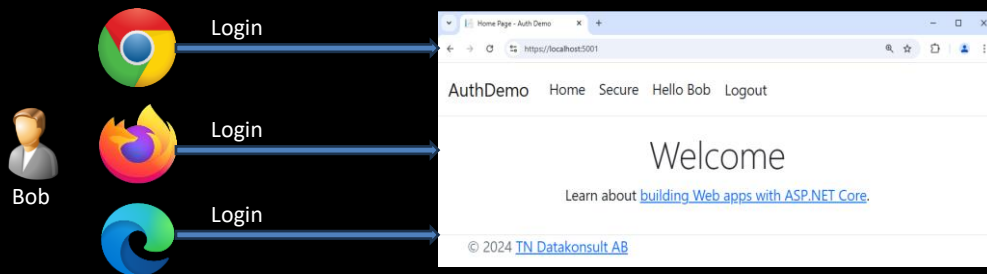 Login
Login
Bob
Login
Home Page - Auth Demo
https://localhost:5001
AuthDemo Home Secure Hello Bob Logout
Welcome
Learn about building Web apps with ASP.NET Core.
© 2024 TN Datakonsult AB